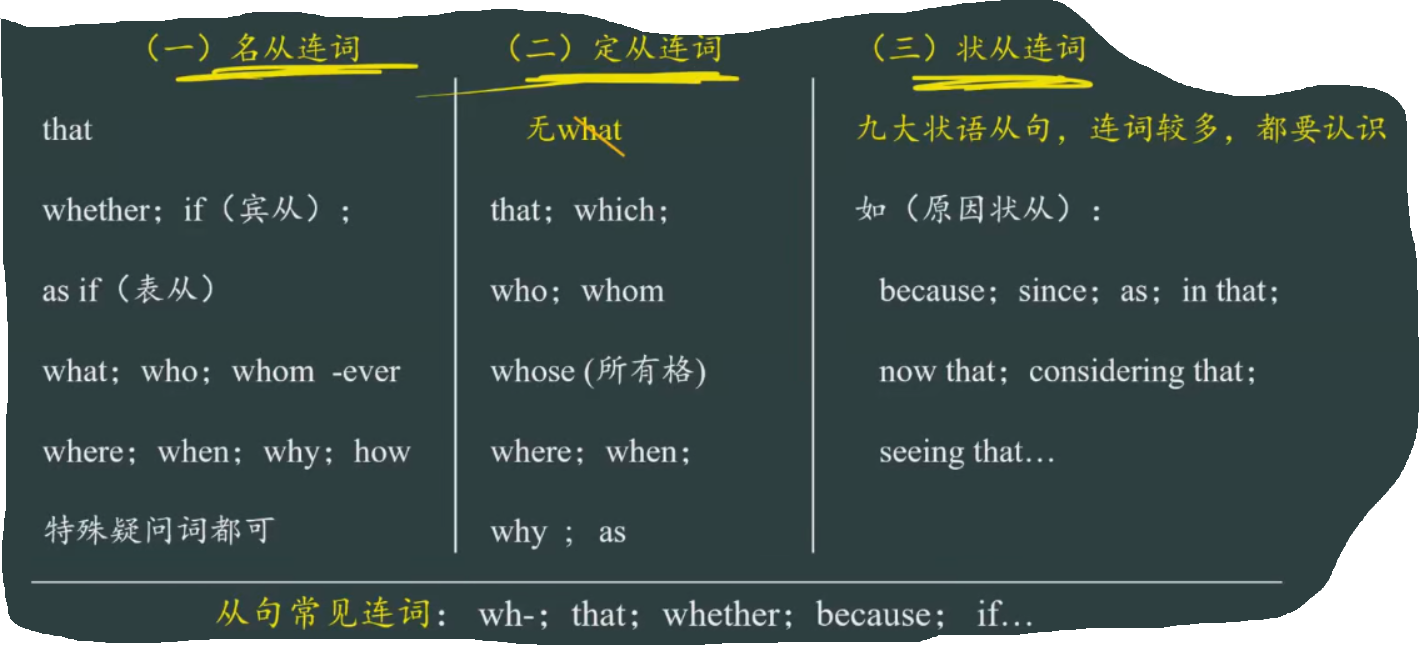 （一）名从连词
that
whether；if（宾从）；
as if（表从）
what；who；whom -ever
where；when；why；how
特殊疑问词都可
（二）定从连词
无what
that；which；
who；whom
whose (所有格)
where；when；
why ；as
（三）状从连词
九大状语从句，连词较多，都要认识
如（原因状从）：
because；since；as；in that；
now that；considering that；
seeing that…
从句常见连词：wh-；that；whether；because； if…